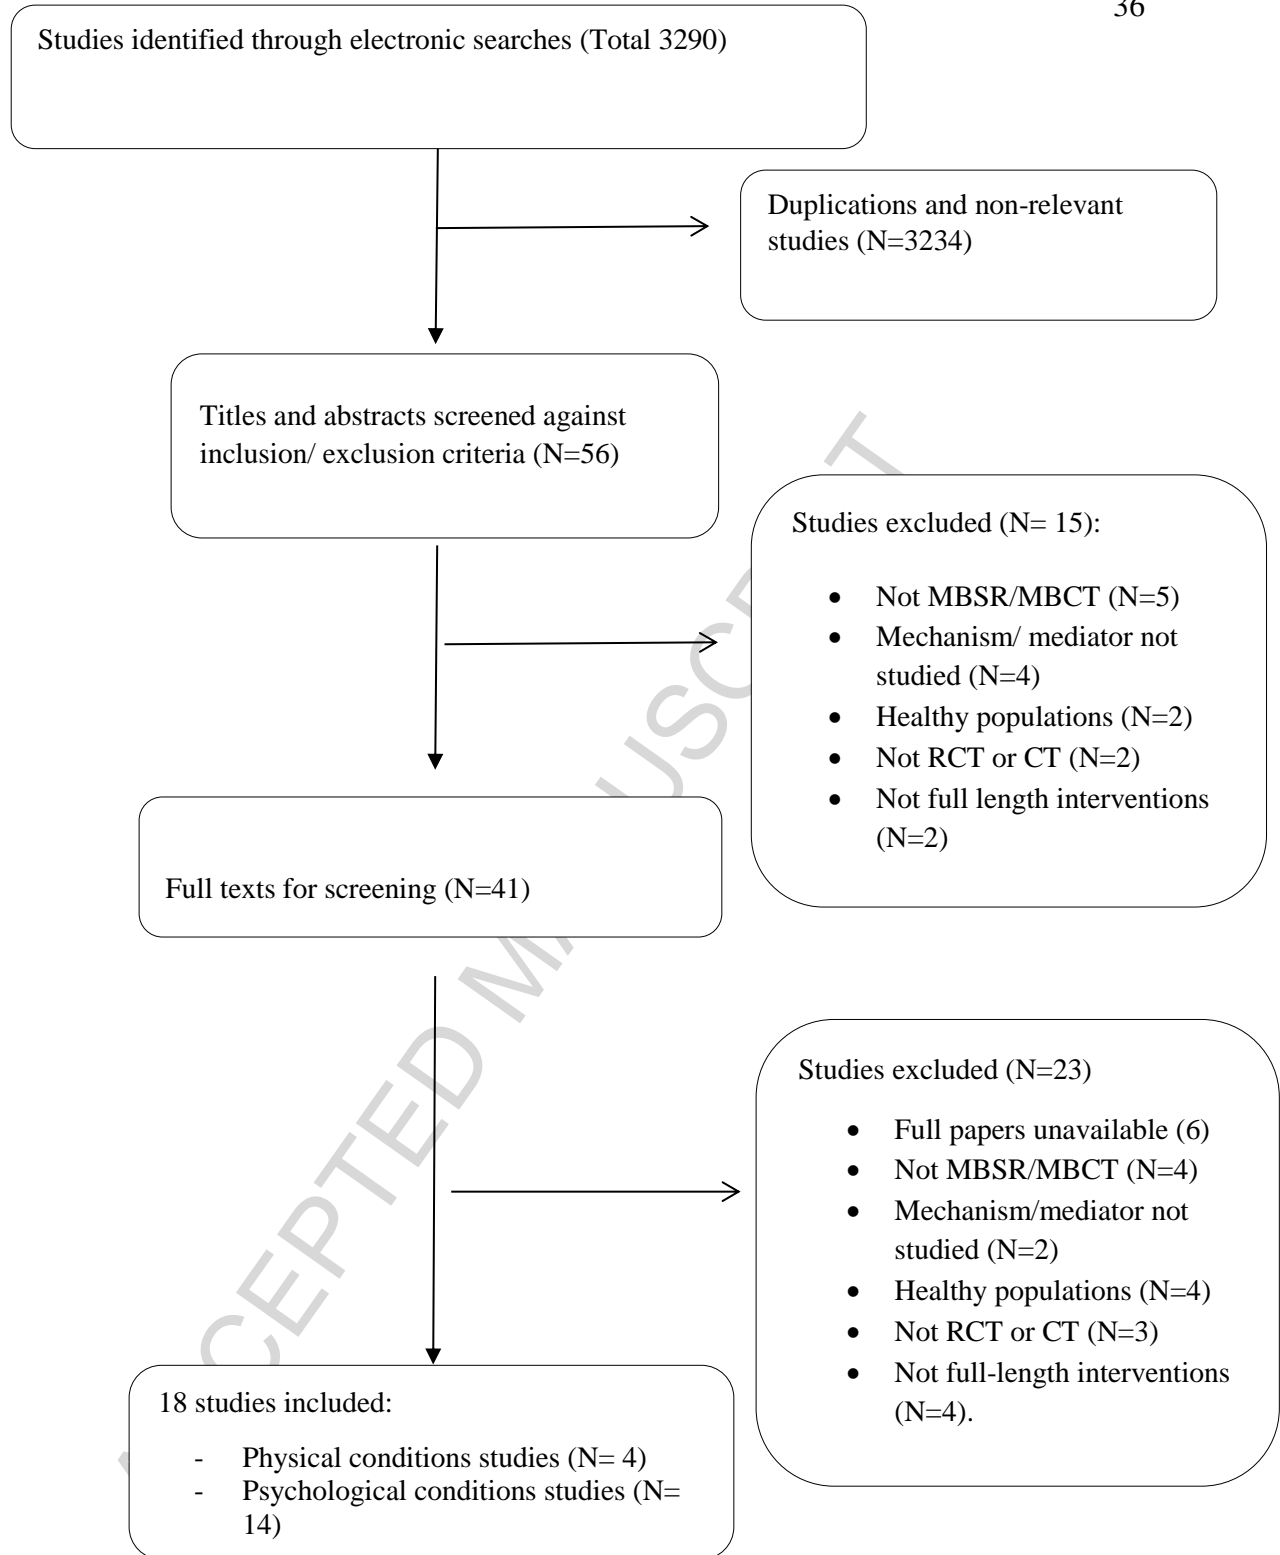 36
Studies identified through electronic searches (Total 3290)
Duplications and non-relevant
studies (N=3234)
Titles and abstracts screened against
inclusion/ exclusion criteria (N=56)
Studies excluded (N= 15):
• Not MBSR/MBCT (N=5)
• Mechanism/ mediator not
studied (N=4)
• Healthy populations (N=2)
• Not RCT or CT (N=2)
• Not full length interventions
(N=2)
Full texts for screening (N=41)
Studies excluded (N=23)
• Full papers unavailable (6)
• Not MBSR/MBCT (N=4)
• Mechanism/mediator not
studied (N=2)
• Healthy populations (N=4)
• Not RCT or CT (N=3)
• Not full-length interventions
(N=4).
18 studies included:
- Physical conditions studies (N= 4)
- Psychological conditions studies (N=
14)
ACCEPTED MANUSCRIPT